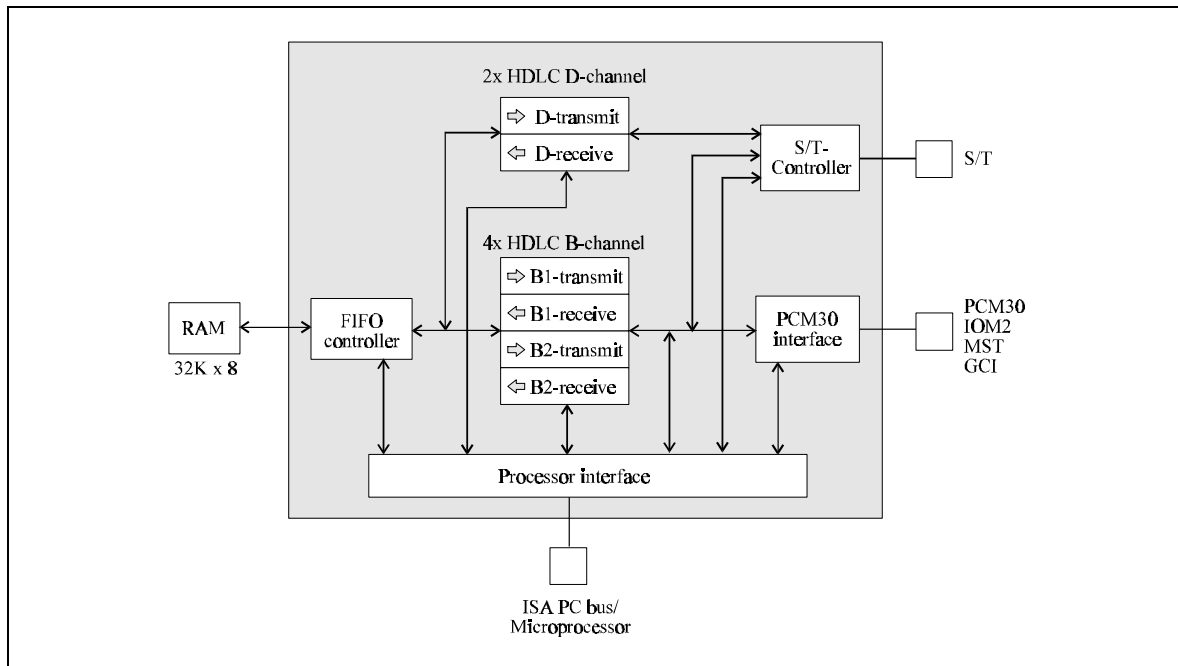 2x HDLC D-channel
D-transmit
D-receive
S/T-
Controller
S/T
4x HDLC B-channel
B1-transmit
B1-receive
B2-transmit
B2-receive
RAM
32K x 8
FIFO
controller
PCM30
interface
PCM30
IOM2
MST
GCI
Processor interface
ISA PC bus/
Microprocessor